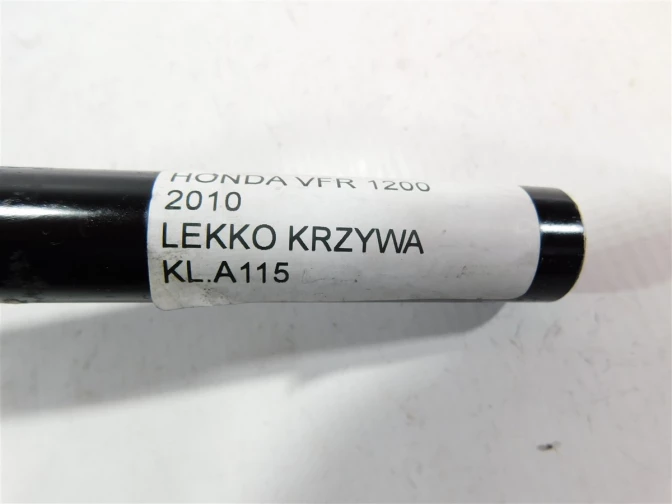 HONDA VFR 1200
2010
LEKKO KRZYWA
KL.A115